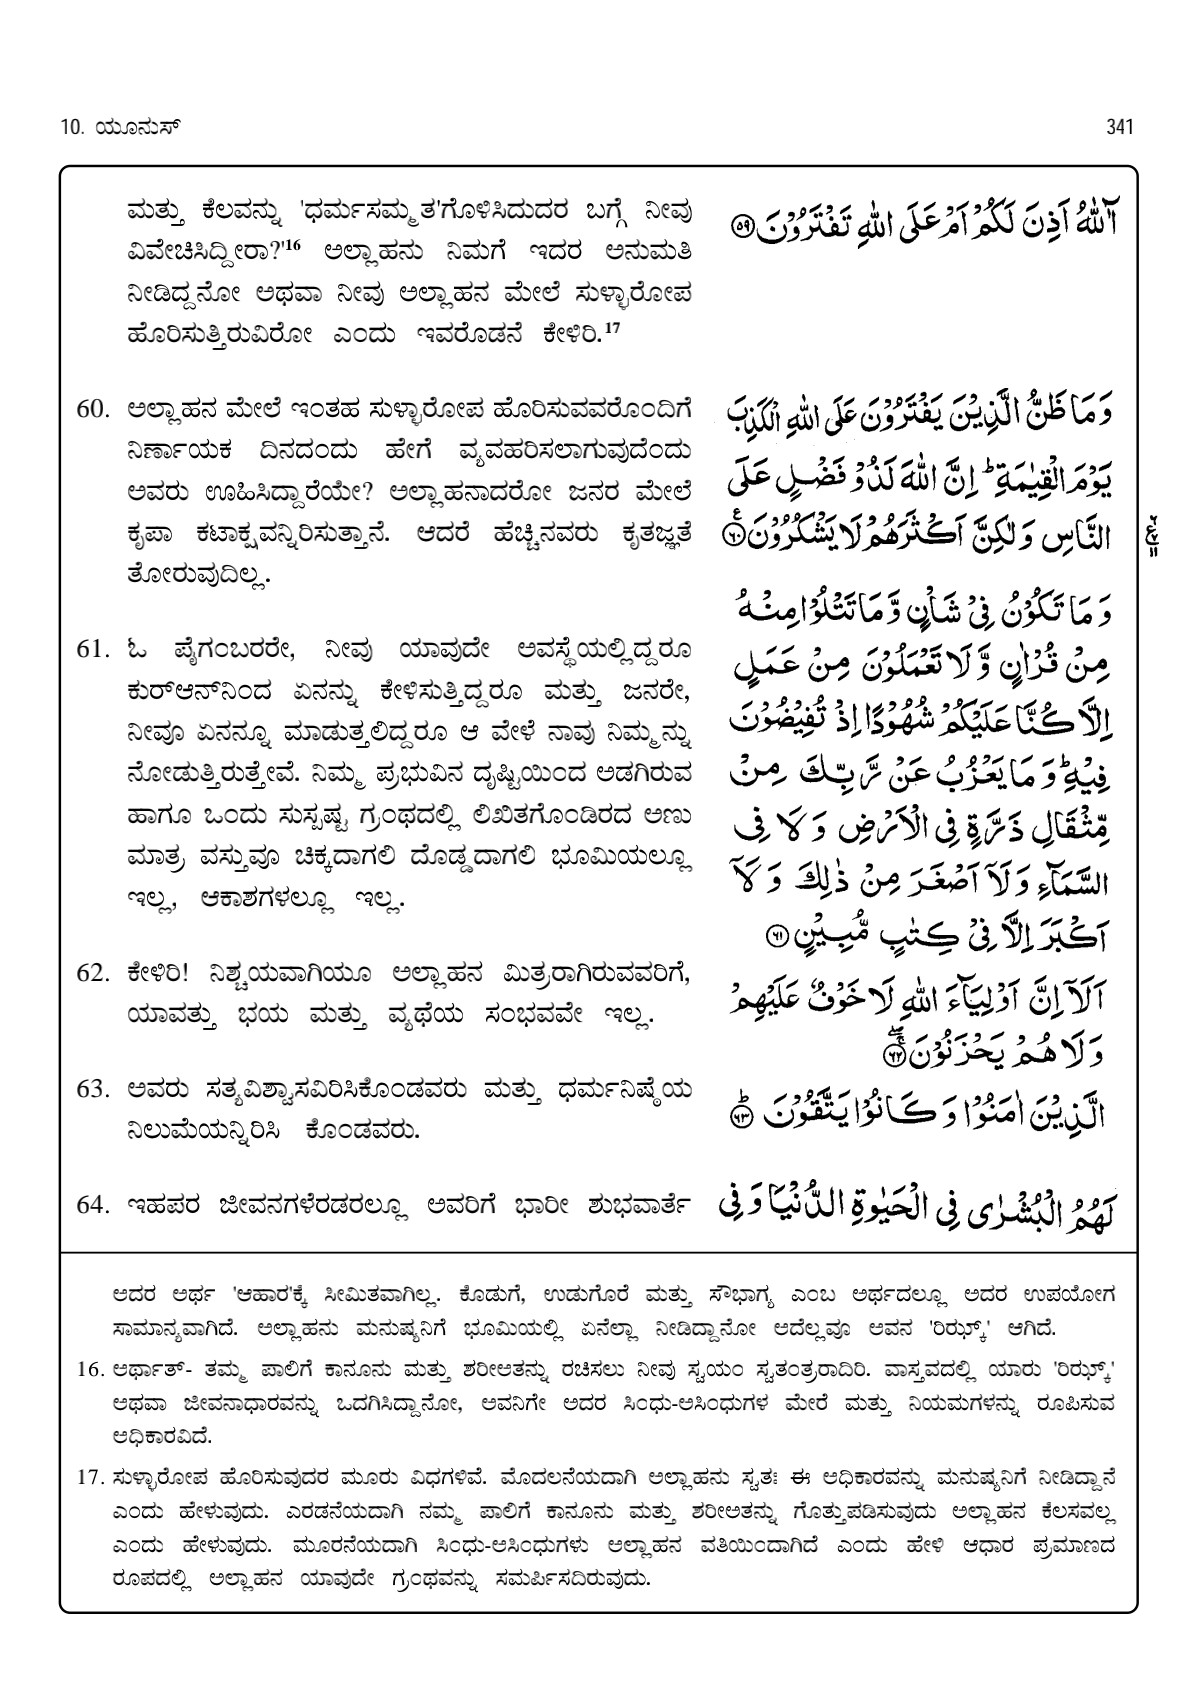 10. ಯೂನುಸ್ 341
ಮತ್ತು ಕೆಲವನ್ನು 'ಧರ್ಮಸಮ್ಮತ'ಗೊಳಿಸಿದುದರ ಬಗ್ಗೆ ನೀವು
ವಿವೇಚಿಸಿದ್ದೀರಾ?'16 ಅಲ್ಲಾಹನು ನಿಮಗೆ ಇದರ ಅನುಮತಿ
ನೀಡಿದ್ದನೋ ಅಥವಾ ನೀವು ಅಲ್ಲಾಹನ ಮೇಲೆ ಸುಳ್ಳಾರೋಪ
ಹೊರಿಸುತ್ತಿರುವಿರೋ ಎಂದು ಇವರೊಡನೆ ಕೇಳಿರಿ.17
آٰللّٰهُ اَذِنَ لَكُمْ اَمْ عَلَى اللّٰهِ تَفْتَرُوْنَ ۝۵۹
60. ಅಲ್ಲಾಹನ ಮೇಲೆ ಇಂತಹ ಸುಳ್ಳಾರೋಪ ಹೊರಿಸುವವರೊಂದಿಗೆ
ನಿರ್ಣಾಯಕ ದಿನದಂದು ಹೇಗೆ ವ್ಯವಹರಿಸಲಾಗುವುದೆಂದು
ಅವರು ಊಹಿಸಿದ್ದಾರೆಯೇ? ಅಲ್ಲಾಹನಾದರೋ ಜನರ ಮೇಲೆ
ಕೃಪಾ ಕಟಾಕ್ಷವನ್ನಿರಿಸುತ್ತಾನೆ. ಆದರೆ ಹೆಚ್ಚಿನವರು ಕೃತಜ್ಞತೆ
ತೋರುವುದಿಲ್ಲ.
وَمَا ظَنُّ الَّذِيْنَ يَفْتَرُوْنَ عَلَى اللّٰهِ الْكَذِبَ
يَوْمَ الْقِيٰمَةِ ؕ اِنَّ اللّٰهَ لَذُوْ فَضْلٍ عَلَى
النَّاسِ وَلٰكِنَّ اَكْثَرَهُمْ لَا يَشْكُرُوْنَ ۝۶۰
61. ಓ ಪೈಗಂಬರರೇ, ನೀವು ಯಾವುದೇ ಅವಸ್ಥೆಯಲ್ಲಿದ್ದರೂ
ಕುರ್‌ಆನ್‌ನಿಂದ ಏನನ್ನು ಕೇಳಿಸುತ್ತಿದ್ದರೂ ಮತ್ತು ಜನರೇ,
ನೀವೂ ಏನನ್ನೂ ಮಾಡುತ್ತಲಿದ್ದರೂ ಆ ವೇಳೆ ನಾವು ನಿಮ್ಮನ್ನು
ನೋಡುತ್ತಿರುತ್ತೇವೆ. ನಿಮ್ಮ ಪ್ರಭುವಿನ ದೃಷ್ಟಿಯಿಂದ ಅಡಗಿರುವ
ಹಾಗೂ ಒಂದು ಸುಸ್ಪಷ್ಟ ಗ್ರಂಥದಲ್ಲಿ ಲಿಖಿತಗೊಂಡಿರದ ಅಣು
ಮಾತ್ರ ವಸ್ತುವೂ ಚಿಕ್ಕದಾಗಲಿ ದೊಡ್ಡದಾಗಲಿ ಭೂಮಿಯಲ್ಲೂ
ಇಲ್ಲ, ಆಕಾಶಗಳಲ್ಲೂ ಇಲ್ಲ.
وَمَا تَكُوْنُ فِيْ شَاْنٍ وَّمَا تَتْلُوْا مِنْهُ
مِنْ قُرْاٰنٍ وَّلَا تَعْمَلُوْنَ مِنْ عَمَلٍ
اِلَّا كُنَّا عَلَيْكُمْ شُهُوْدًا اِذْ تُفِيْضُوْنَ
فِيْهِ ؕ وَمَا يَعْزُبُ عَنْ رَّبِّكَ مِنْ
مِّثْقَالِ ذَرَّةٍ فِى الْاَرْضِ وَلَا فِى
السَّمَآءِ وَلَآ اَصْغَرَ مِنْ ذٰلِكَ وَلَآ
اَكْبَرَ اِلَّا فِيْ كِتٰبٍ مُّبِيْنٍ ۝۶۱
62. ಕೇಳಿರಿ! ನಿಶ್ಚಯವಾಗಿಯೂ ಅಲ್ಲಾಹನ ಮಿತ್ರರಾಗಿರುವವರಿಗೆ,
ಯಾವತ್ತು ಭಯ ಮತ್ತು ವ್ಯಥೆಯ ಸಂಭವವೇ ಇಲ್ಲ.
اَلَآ اِنَّ اَوْلِيَآءَ اللّٰهِ لَا خَوْفٌ عَلَيْهِمْ
وَلَا هُمْ يَحْزَنُوْنَ ۝۶۲
63. ಅವರು ಸತ್ಯವಿಶ್ವಾಸವಿರಿಸಿಕೊಂಡವರು ಮತ್ತು ಧರ್ಮನಿಷ್ಠೆಯ
ನಿಲುಮೆಯನ್ನಿರಿಸಿ ಕೊಂಡವರು.
الَّذِيْنَ اٰمَنُوْا وَكَانُوْا يَتَّقُوْنَ ۝۶۳
64. ಇಹಪರ ಜೀವನಗಳೆರಡರಲ್ಲೂ ಅವರಿಗೆ ಭಾರೀ ಶುಭವಾರ್ತೆ
لَهُمُ الْبُشْرٰى فِى الْحَيٰوةِ الدُّنْيَا وَفِى
ಅದರ ಅರ್ಥ 'ಆಹಾರ'ಕ್ಕೆ ಸೀಮಿತವಾಗಿಲ್ಲ. ಕೊಡುಗೆ, ಉಡುಗೊರೆ ಮತ್ತು ಸೌಭಾಗ್ಯ ಎಂಬ ಅರ್ಥದಲ್ಲೂ ಅದರ ಉಪಯೋಗ
ಸಾಮಾನ್ಯವಾಗಿದೆ. ಅಲ್ಲಾಹನು ಮನುಷ್ಯನಿಗೆ ಭೂಮಿಯಲ್ಲಿ ಏನೆಲ್ಲಾ ನೀಡಿದ್ದಾನೋ ಅದೆಲ್ಲವೂ ಅವನ 'ರಿಝ್ಕ್' ಆಗಿದೆ.
16. ಅರ್ಥಾತ್- ತಮ್ಮ ಪಾಲಿಗೆ ಕಾನೂನು ಮತ್ತು ಶರೀಅತನ್ನು ರಚಿಸಲು ನೀವು ಸ್ವಯಂ ಸ್ವತಂತ್ರರಾದಿರಿ. ವಾಸ್ತವದಲ್ಲಿ ಯಾರು 'ರಿಝ್ಕ್'
ಅಥವಾ ಜೀವನಾಧಾರವನ್ನು ಒದಗಿಸಿದ್ದಾನೋ, ಅವನಿಗೇ ಅದರ ಸಿಂಧು-ಅಸಿಂಧುಗಳ ಮೇರೆ ಮತ್ತು ನಿಯಮಗಳನ್ನು ರೂಪಿಸುವ
ಅಧಿಕಾರವಿದೆ.
17. ಸುಳ್ಳಾರೋಪ ಹೊರಿಸುವುದರ ಮೂರು ವಿಧಗಳಿವೆ. ಮೊದಲನೆಯದಾಗಿ ಅಲ್ಲಾಹನು ಸ್ವತಃ ಈ ಅಧಿಕಾರವನ್ನು ಮನುಷ್ಯನಿಗೆ ನೀಡಿದ್ದಾನೆ
ಎಂದು ಹೇಳುವುದು. ಎರಡನೆಯದಾಗಿ ನಮ್ಮ ಪಾಲಿಗೆ ಕಾನೂನು ಮತ್ತು ಶರೀಅತನ್ನು ಗೊತ್ತುಪಡಿಸುವುದು ಅಲ್ಲಾಹನ ಕೆಲಸವಲ್ಲ
ಎಂದು ಹೇಳುವುದು. ಮೂರನೆಯದಾಗಿ ಸಿಂಧು-ಅಸಿಂಧುಗಳು ಅಲ್ಲಾಹನ ವತಿಯಿಂದಾಗಿದೆ ಎಂದು ಹೇಳಿ ಆಧಾರ ಪ್ರಮಾಣದ
ರೂಪದಲ್ಲಿ ಅಲ್ಲಾಹನ ಯಾವುದೇ ಗ್ರಂಥವನ್ನು ಸಮರ್ಪಿಸದಿರುವುದು.